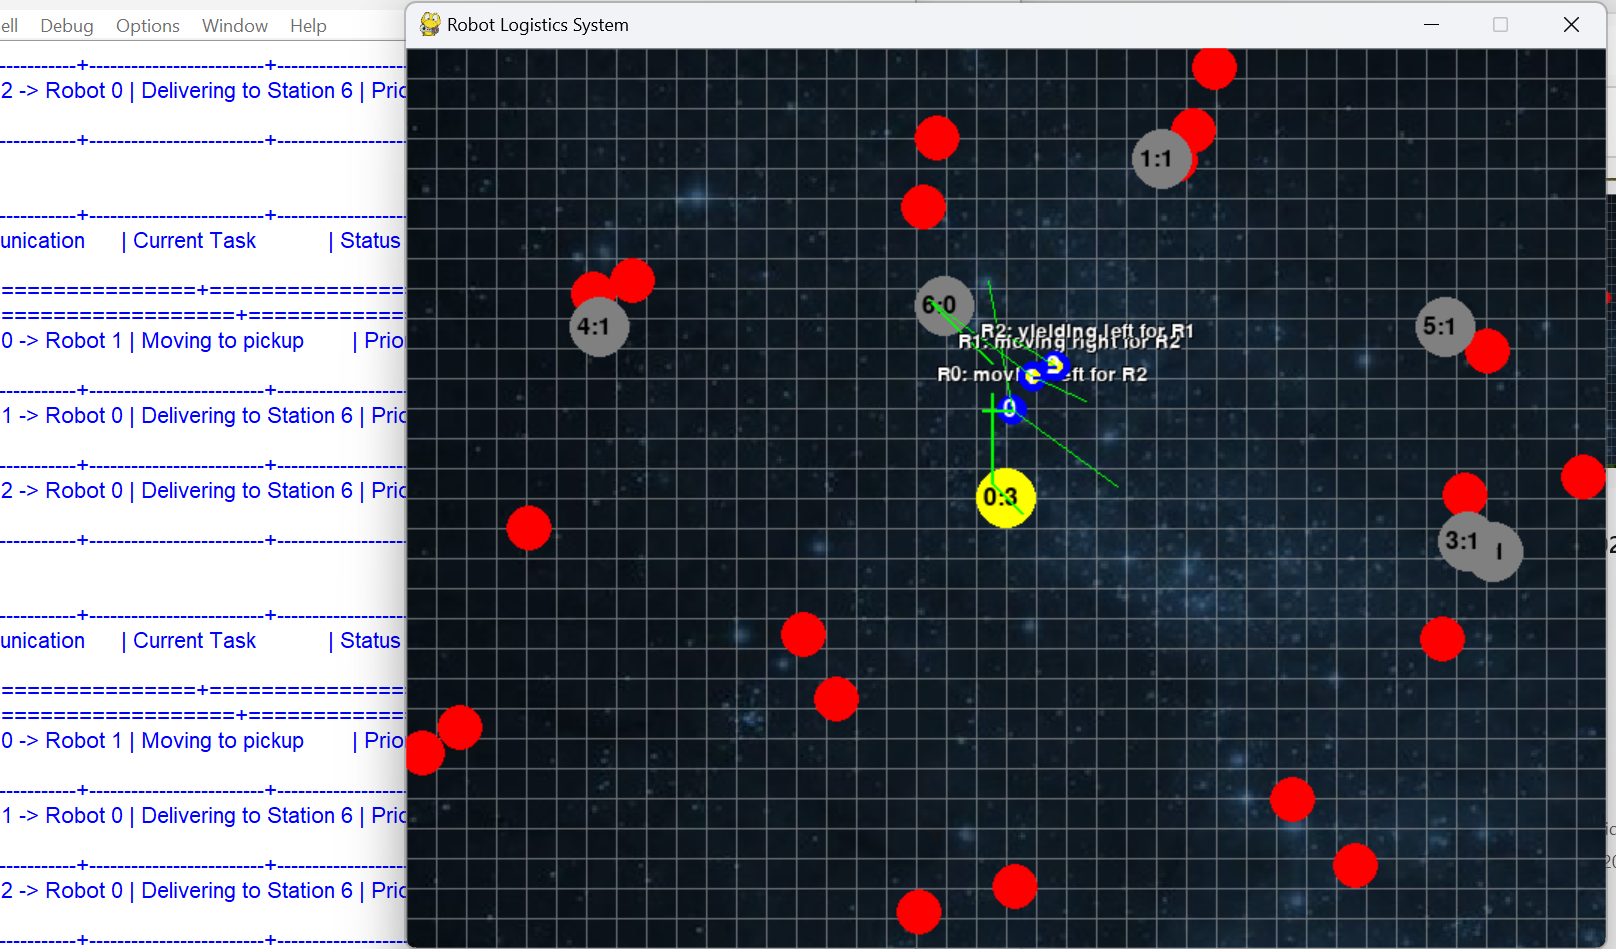 ell Debug Options Window Help
Robot Logistics System
-----------+------------------------+-----------------
2 -> Robot 0 | Delivering to Station 6 | Pric
-----------+------------------------+-----------------
-----------+------------------------+-----------------
unication | Current Task | Status
===============+=================
==================+============
0 -> Robot 1 | Moving to pickup | Prio
-----------+------------------------+-----------------
1 -> Robot 0 | Delivering to Station 6 | Pric
-----------+------------------------+-----------------
2 -> Robot 0 | Delivering to Station 6 | Pric
-----------+------------------------+-----------------
-----------+------------------------+-----------------
unication | Current Task | Status
===============+=================
==================+============
0 -> Robot 1 | Moving to pickup | Prio
-----------+------------------------+-----------------
1 -> Robot 0 | Delivering to Station 6 | Pric
-----------+------------------------+-----------------
2 -> Robot 0 | Delivering to Station 6 | Pric
-----------+------------------------+-----------------
1:1
6:0
4:1
5:1
R2: yielding left for R1
R1: moving right for R2
R0: mov eft for R2
0
0:3
3:1